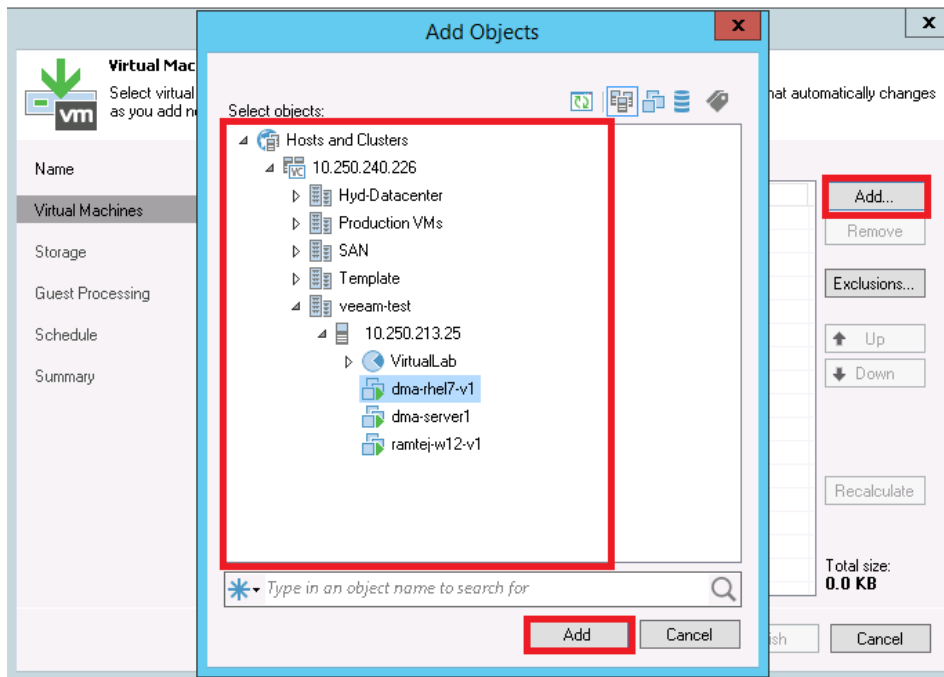 Add Objects
x
x
Virtual Mac
Select virtual
as you add n
hat automatically changes
vm
Name
Virtual Machines
Storage
Guest Processing
Schedule
Summary
Select objects:
Hosts and Clusters
VC
10.250.240.226
Hyd-Datacenter
Production VMs
SAN
Template
veeam-test
10.250.213.25
VirtualLab
dma-rhel7-v1
dma-server1
ramtej-w12-v1
Type in an object name to search for
Add
Cancel
Add...
Remove
Exclusions...
Up
Down
Recalculate
Total size:
0.0 KB
ish
Cancel